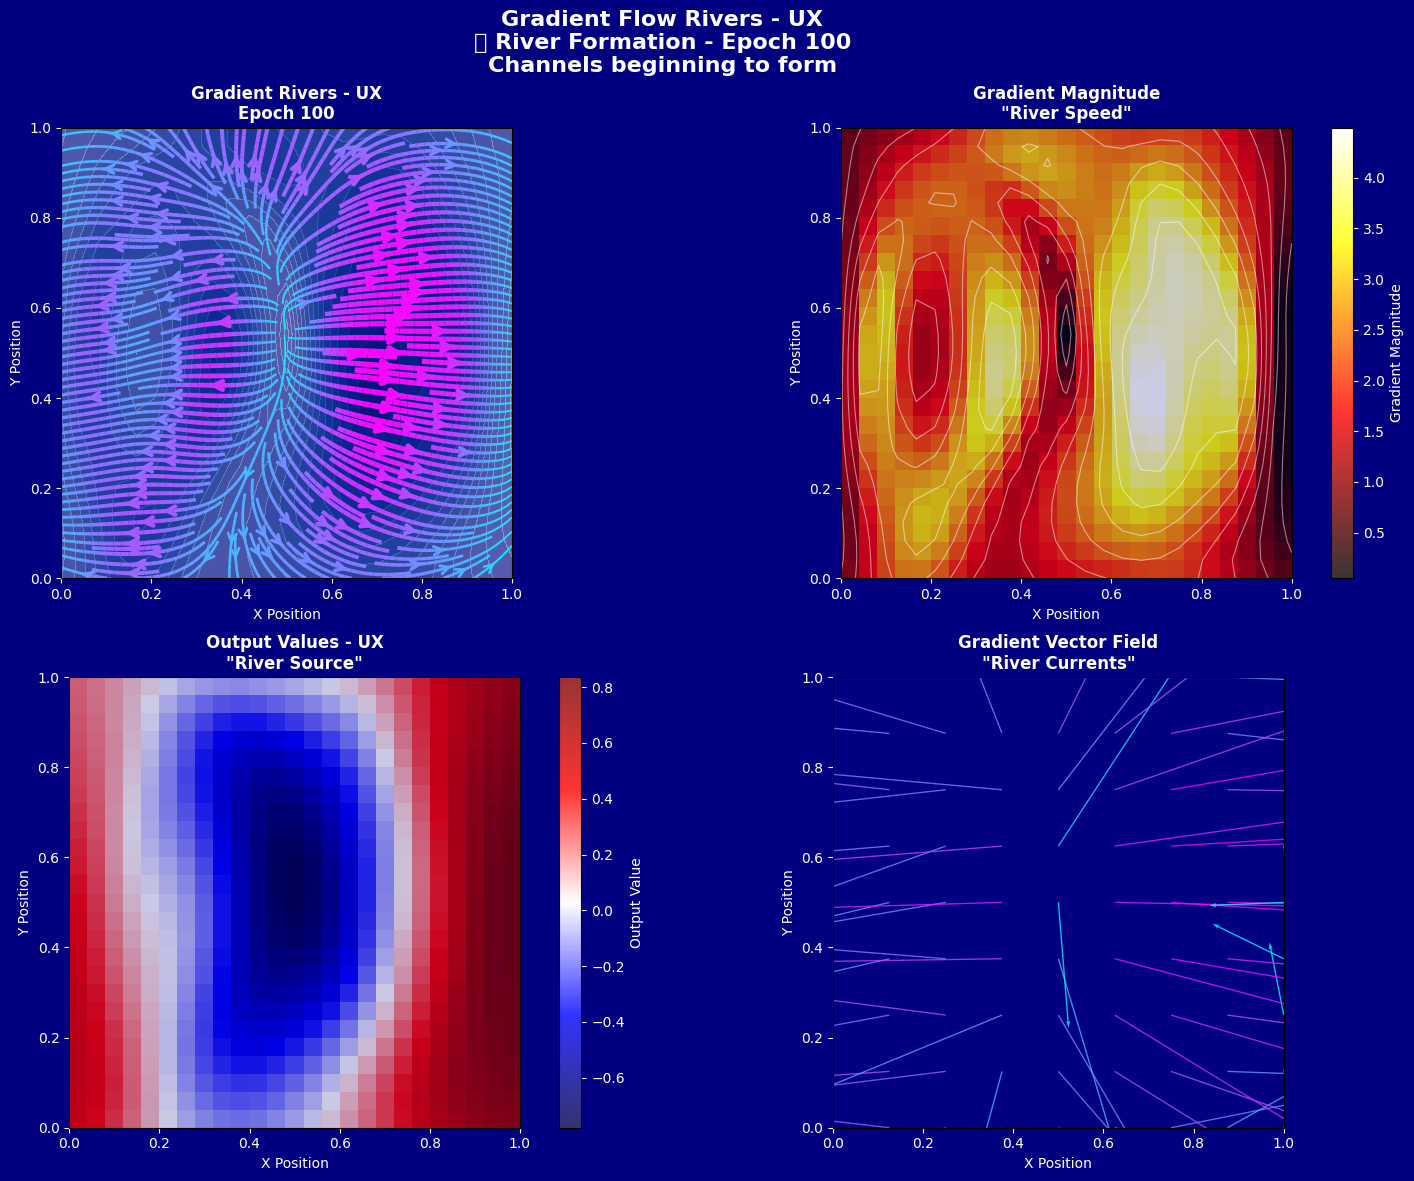 Gradient Flow Rivers - UX
▯ River Formation - Epoch 100
Channels beginning to form
Gradient Rivers - UX
Epoch 100
1.0
0.8
0.6
0.4
0.2
0.0
Y Position
0.0 0.2 0.4 0.6 0.8 1.0
X Position
Gradient Magnitude
"River Speed"
1.0
0.8
0.6
0.4
0.2
0.0
Y Position
0.0 0.2 0.4 0.6 0.8 1.0
X Position
4.0
3.5
3.0
2.5
2.0
1.5
1.0
0.5
Gradient Magnitude
Output Values - UX
"River Source"
1.0
0.8
0.6
0.4
0.2
0.0
Y Position
0.0 0.2 0.4 0.6 0.8 1.0
X Position
0.8
0.6
0.4
0.2
0.0
−0.2
−0.4
−0.6
Output Value
Gradient Vector Field
"River Currents"
1.0
0.8
0.6
0.4
0.2
0.0
Y Position
0.0 0.2 0.4 0.6 0.8 1.0
X Position